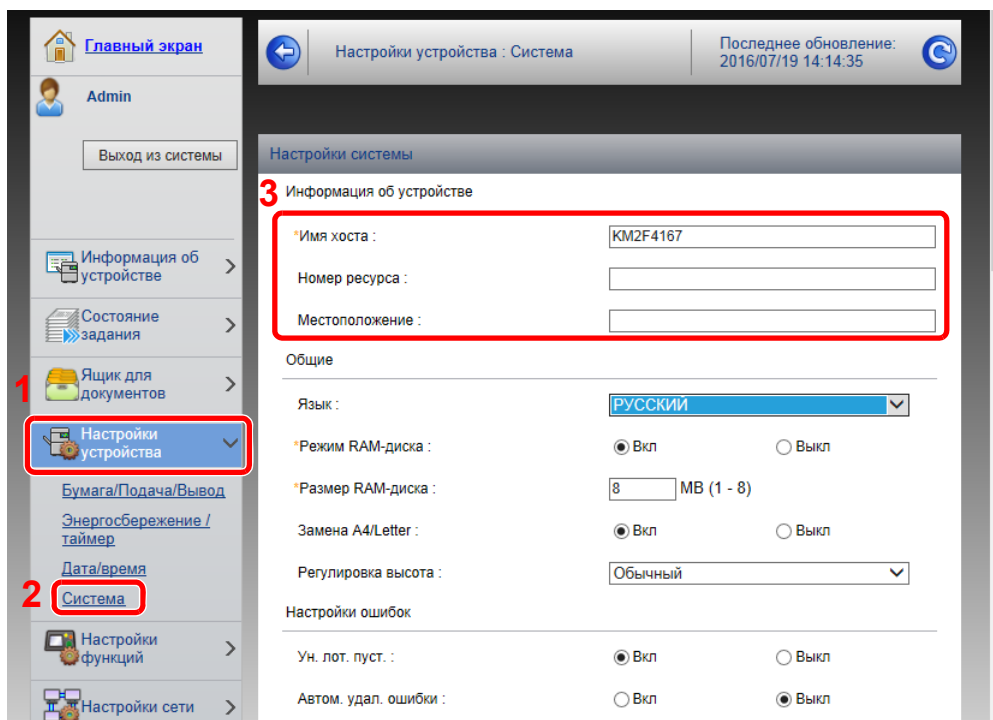 Главный экран
Admin
Выход из системы
Информация об
устройстве
Состояние
задания
1
Ящик для
документов
Настройки
устройства
Бумага/Подача/Вывод
Энергосбережение /
таймер
Дата/время
2
Система
Настройки
функций
Настройки сети
Настройки устройства : Система
Последнее обновление:
2016/07/19 14:14:35
Настройки системы
3
Информация об устройстве
*Имя хоста :
KM2F4167
Номер ресурса :
Местоположение :
Общие
Язык :
РУССКИЙ
*Режим RAM-диска :
Вкл
Выкл
*Размер RAM-диска :
8
MB (1 - 8)
Замена A4/Letter :
Вкл
Выкл
Регулировка высота :
Обычный
Настройки ошибок
Ун. лот. пуст. :
Вкл
Выкл
Автом. удал. ошибки :
Вкл
Выкл